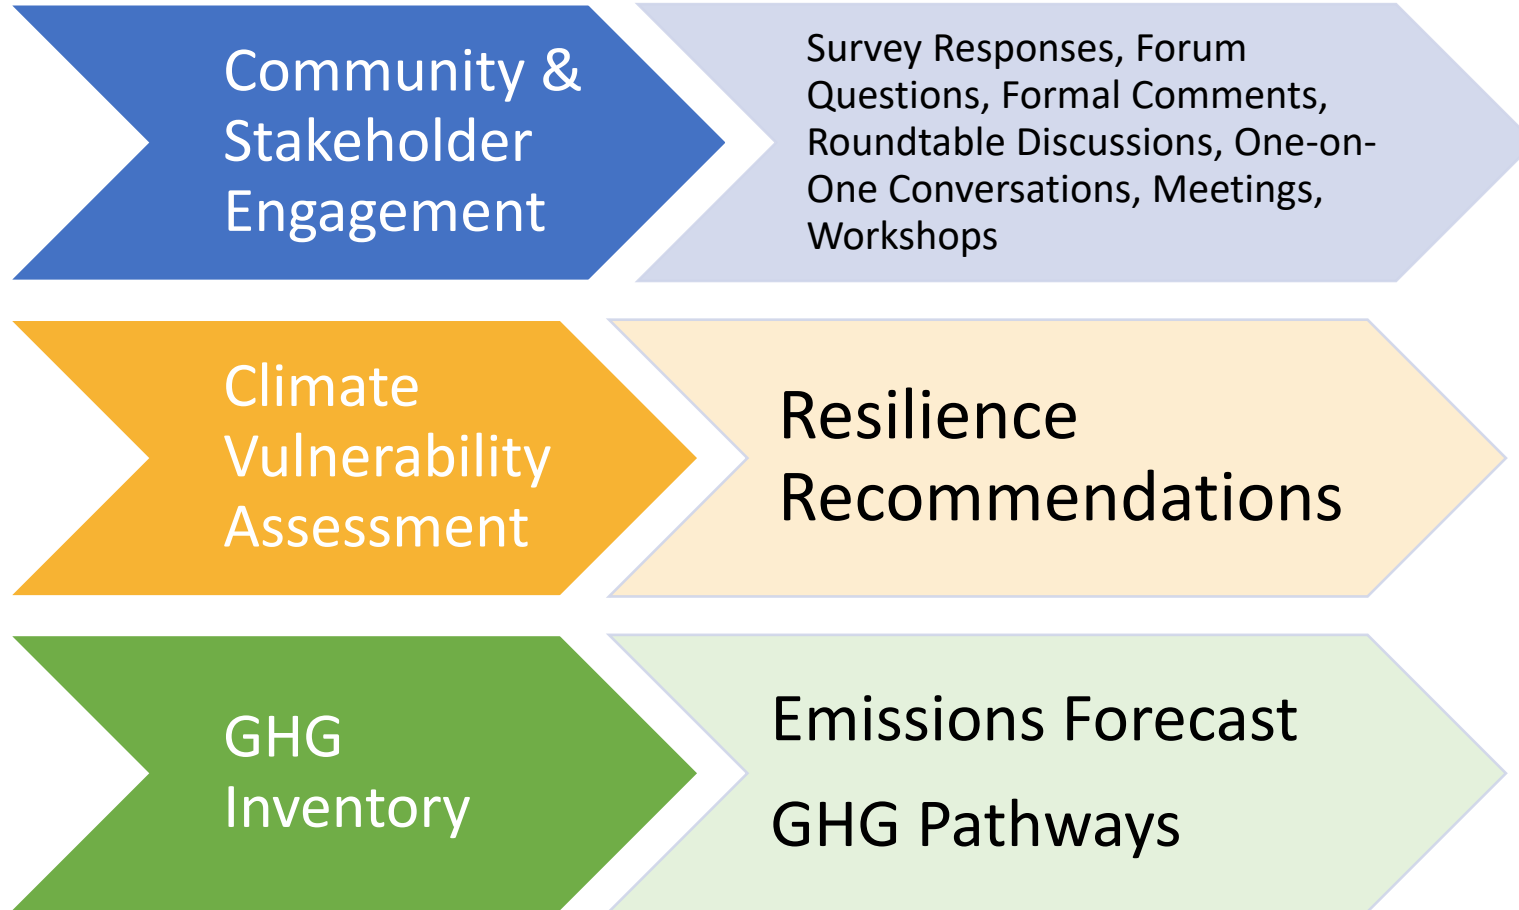 Community &
Stakeholder
Engagement
Survey Responses, Forum
Questions, Formal Comments,
Roundtable Discussions, One-on-
One Conversations, Meetings,
Workshops
Climate
Vulnerability
Assessment
Resilience
Recommendations
GHG
Inventory
Emissions Forecast
GHG Pathways